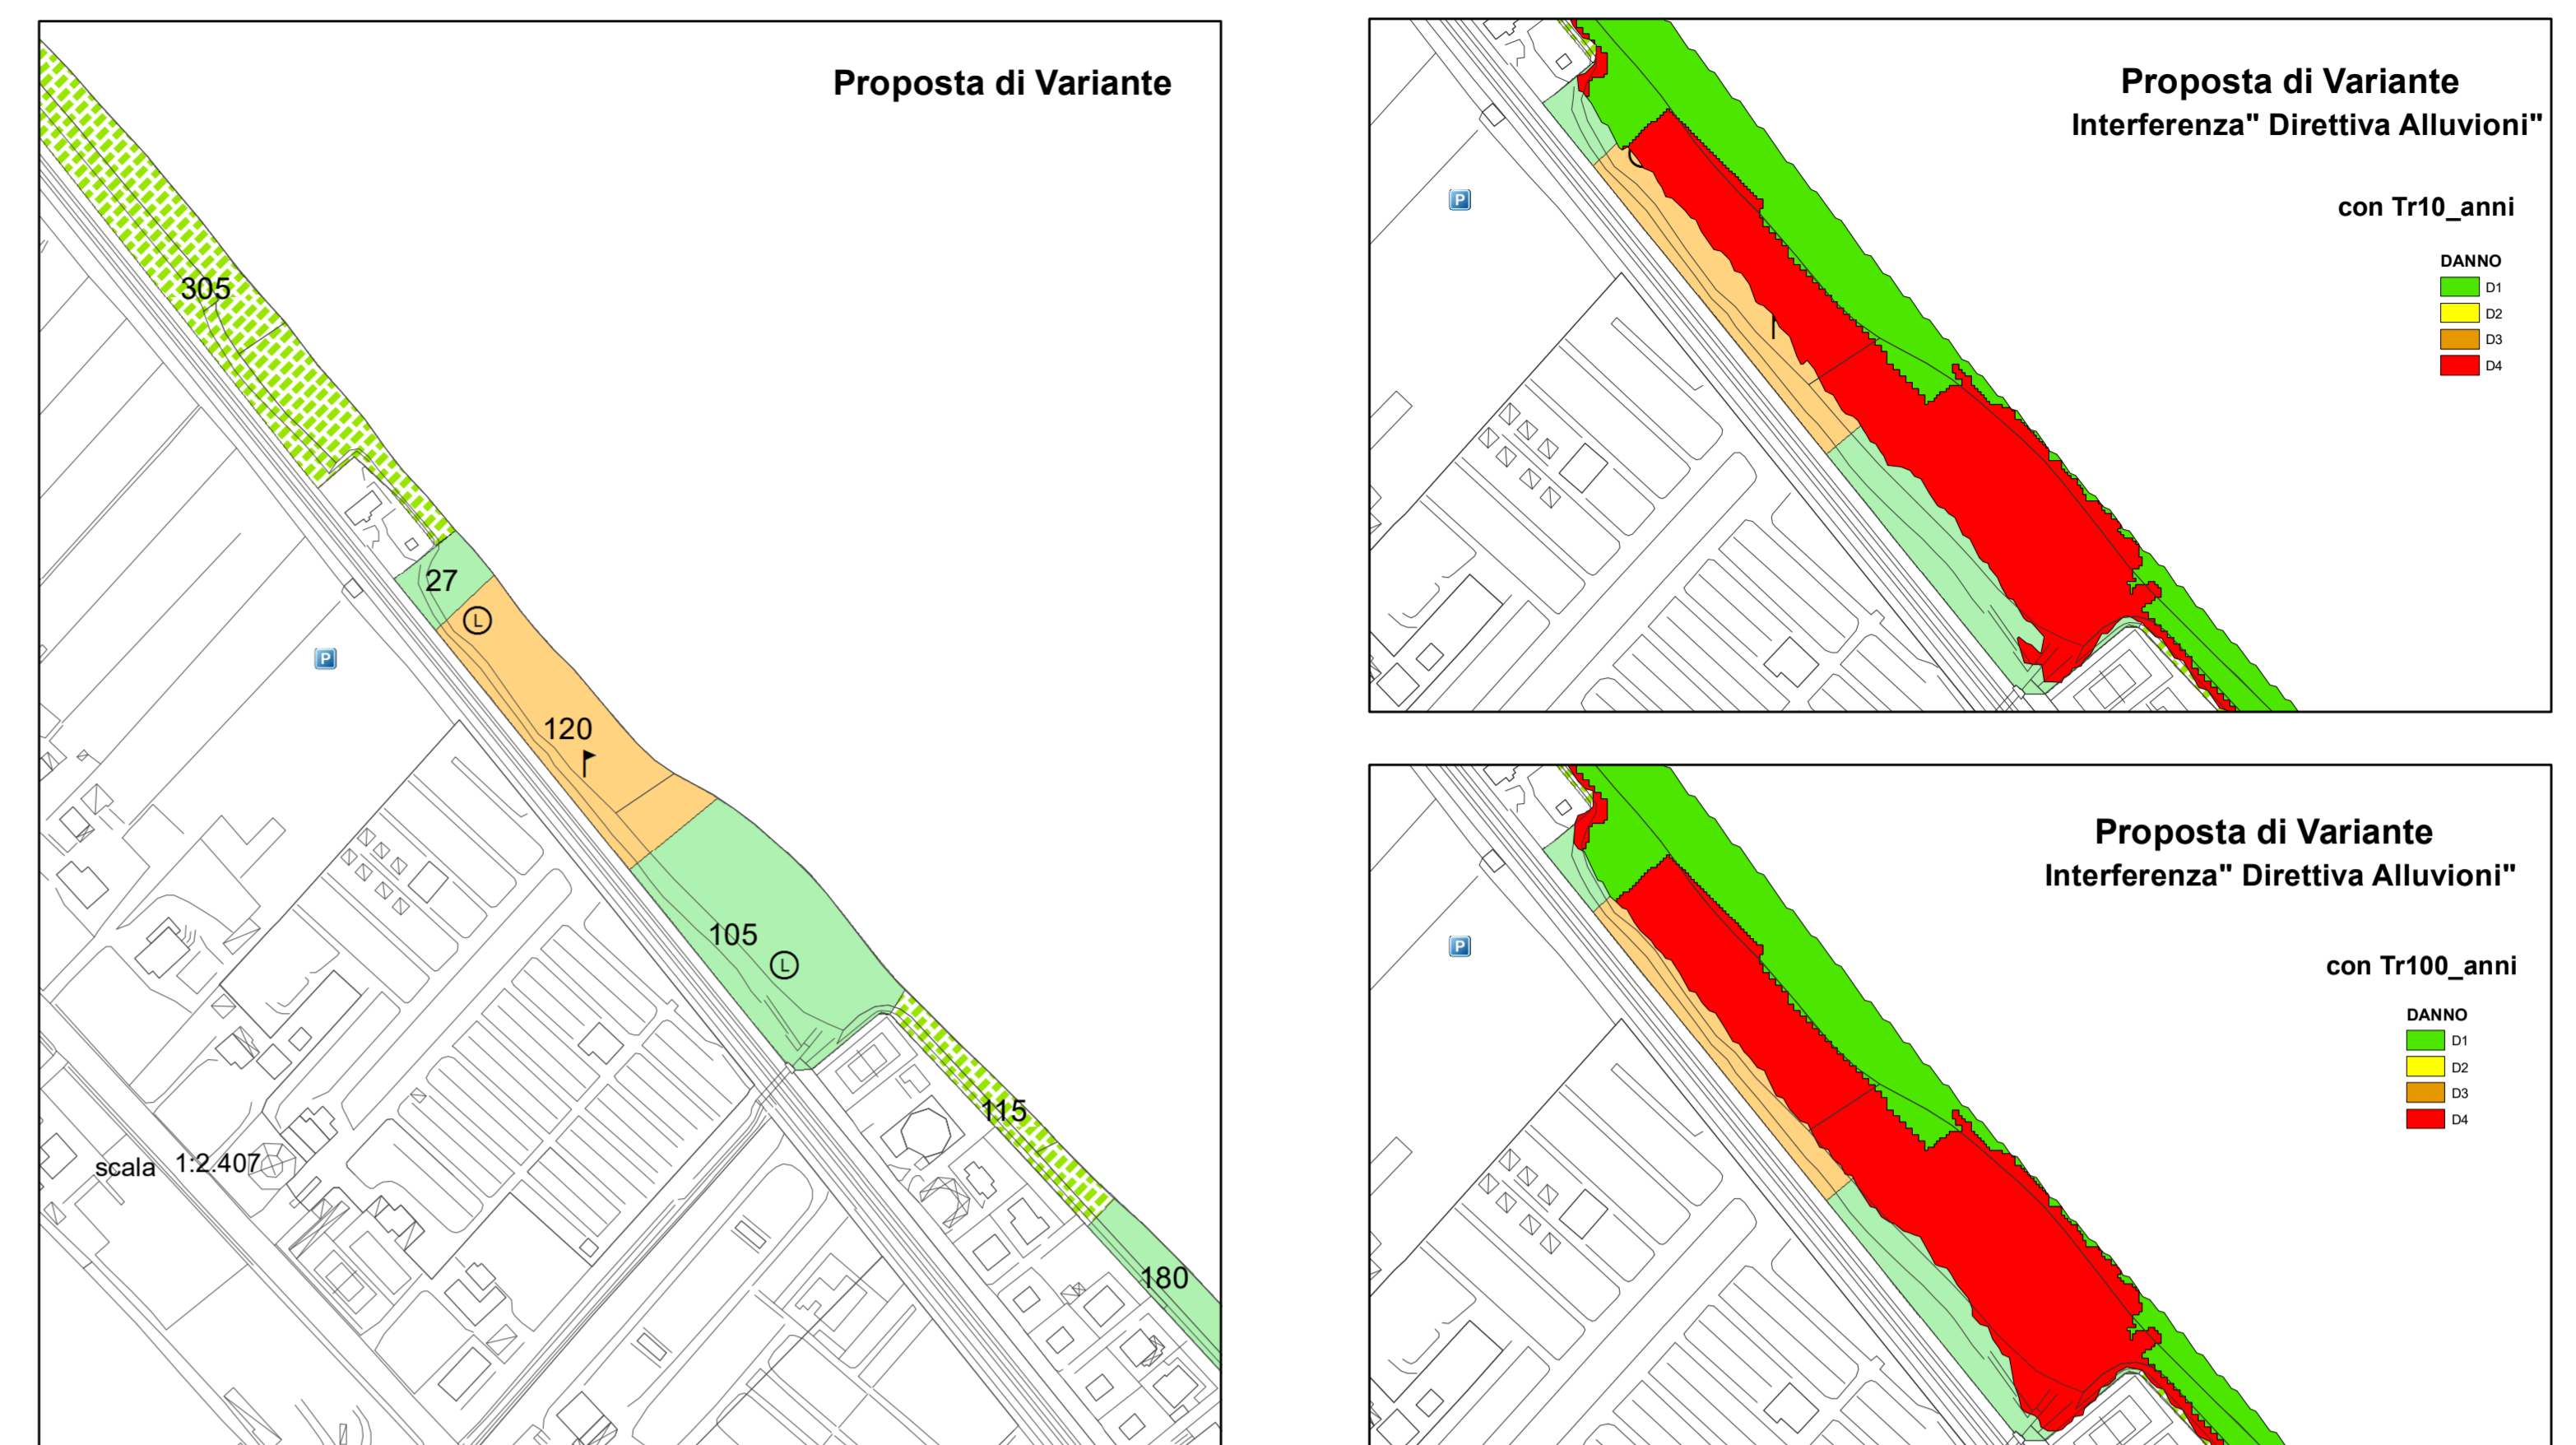 Proposta di Variante
305
27
L
P
120
105
L
115
scala 1:2.407
180
Proposta di Variante
Interferenza" Direttiva Alluvioni"
con Tr10_anni
P
DANNO
D1
D2
D3
D4
Proposta di Variante
Interferenza" Direttiva Alluvioni"
con Tr100_anni
P
DANNO
D1
D2
D3
D4